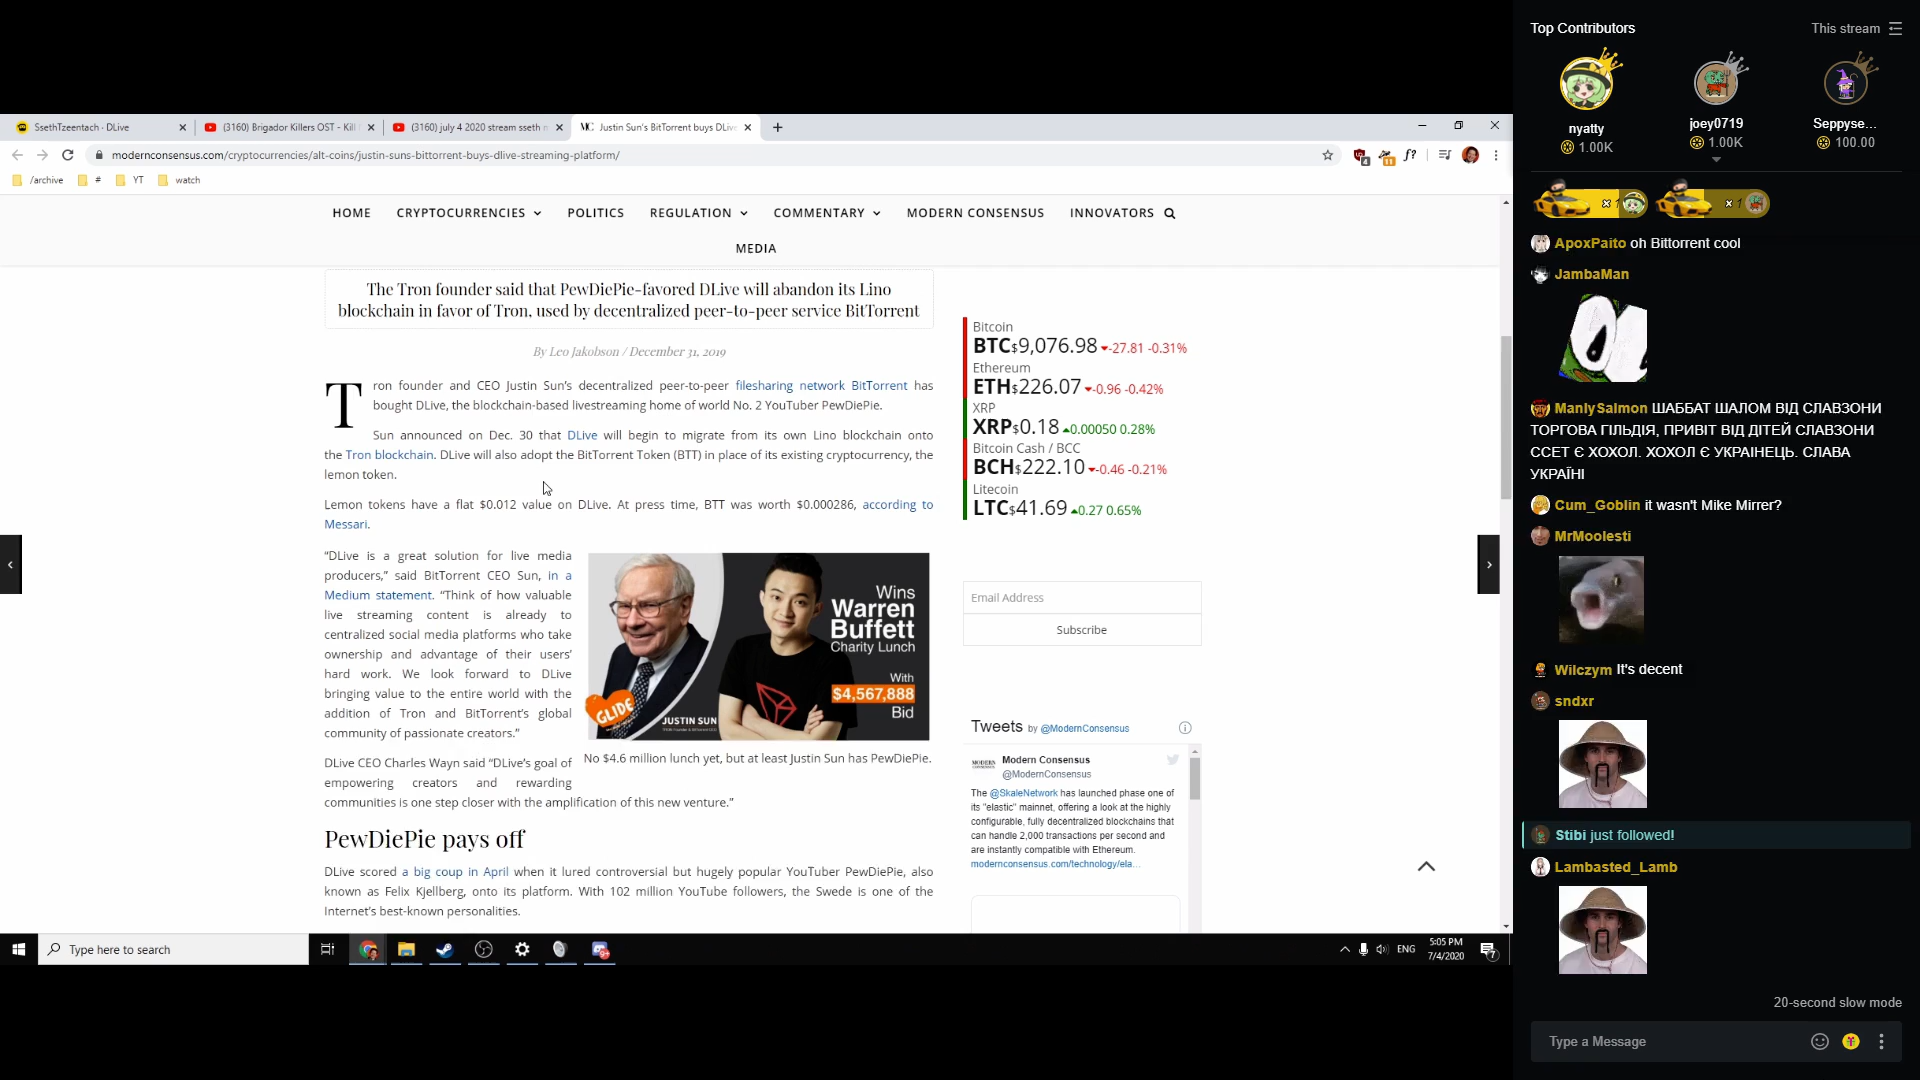 SsethTzeentach · DLive
(3160) Brigador Killers OST - Kill
(3160) july 4 2020 stream sseth
MC Justin Sun's BitTorrent buys DLive
modernconsensus.com/cryptocurrencies/alt-coins/justin-suns-bittorrent-buys-dlive-streaming-platform/
/archive # YT watch
HOME CRYPTOCURRENCIES POLITICS REGULATION COMMENTARY MODERN CONSENSUS INNOVATORS
MEDIA
The Tron founder said that PewDiePie-favored DLive will abandon its Lino
blockchain in favor of Tron, used by decentralized peer-to-peer service BitTorrent
By Leo Jakobson / December 31, 2019
Tron founder and CEO Justin Sun's decentralized peer-to-peer filesharing network BitTorrent has
bought DLive, the blockchain-based livestreaming home of world No. 2 YouTuber PewDiePie.
Sun announced on Dec. 30 that DLive will begin to migrate from its own Lino blockchain onto
the Tron blockchain. DLive will also adopt the BitTorrent Token (BTT) in place of its existing cryptocurrency, the
lemon token.
Lemon tokens have a flat $0.012 value on DLive. At press time, BTT was worth $0.000286, according to
Messari.
“DLive is a great solution for live media
producers,” said BitTorrent CEO Sun, in a
Medium statement. “Think of how valuable
live streaming content is already to
centralized social media platforms who take
ownership and advantage of their users'
hard work. We look forward to DLive
bringing value to the entire world with the
addition of Tron and BitTorrent's global
community of passionate creators.”
Wins
Warren
Buffett
Charity Lunch
With
$4,567,888
Bid
GLIDE
JUSTIN SUN
No $4.6 million lunch yet, but at least Justin Sun has PewDiePie.
DLive CEO Charles Wayn said “DLive's goal of
empowering creators and rewarding
communities is one step closer with the amplification of this new venture.”
PewDiePie pays off
DLive scored a big coup in April when it lured controversial but hugely popular YouTuber PewDiePie, also
known as Felix Kjellberg, onto its platform. With 102 million YouTube followers, the Swede is one of the
Internet's best-known personalities.
Bitcoin
BTC$9,076.98 -27.81 -0.31%
Ethereum
ETH$226.07 -0.96 -0.42%
XRP
XRP$0.18 0.00050 0.28%
Bitcoin Cash / BCC
BCH$222.10 -0.46 -0.21%
Litecoin
LTC$41.69 0.27 0.65%
Email Address
Subscribe
Tweets by @ModernConsensus
Modern Consensus
@ModernConsensus
The @SkaleNetwork has launched phase one of
its "elastic" mainnet, offering a look at the highly
configurable, fully decentralized blockchains that
can handle 2,000 transactions per second and
are instantly compatible with Ethereum.
modernconsensus.com/technology/ela…
Type here to search
ENG
5:05 PM
7/4/2020
Top Contributors This stream
nyatty joey0719 Seppyse...
1.00K 1.00K 100.00
ApoxPaito oh Bittorrent cool
JambaMan
ManlySalmon ШАББАТ ШАЛОМ ВІД СЛАВЗОНИ
ТОРГОВА ГІЛЬДІЯ, ПРИВІТ ВІД ДІТЕЙ СЛАВЗОНИ
ССЕТ Є ХОХОЛ. ХОХОЛ Є УКРАІНЕЦЬ. СЛАВА
УКРАЇНІ
Cum_Goblin it wasn't Mike Mirrer?
MrMoolesti
Wilczym It's decent
sndxr
Stibi just followed!
Lambasted_Lamb
20-second slow mode
Type a Message